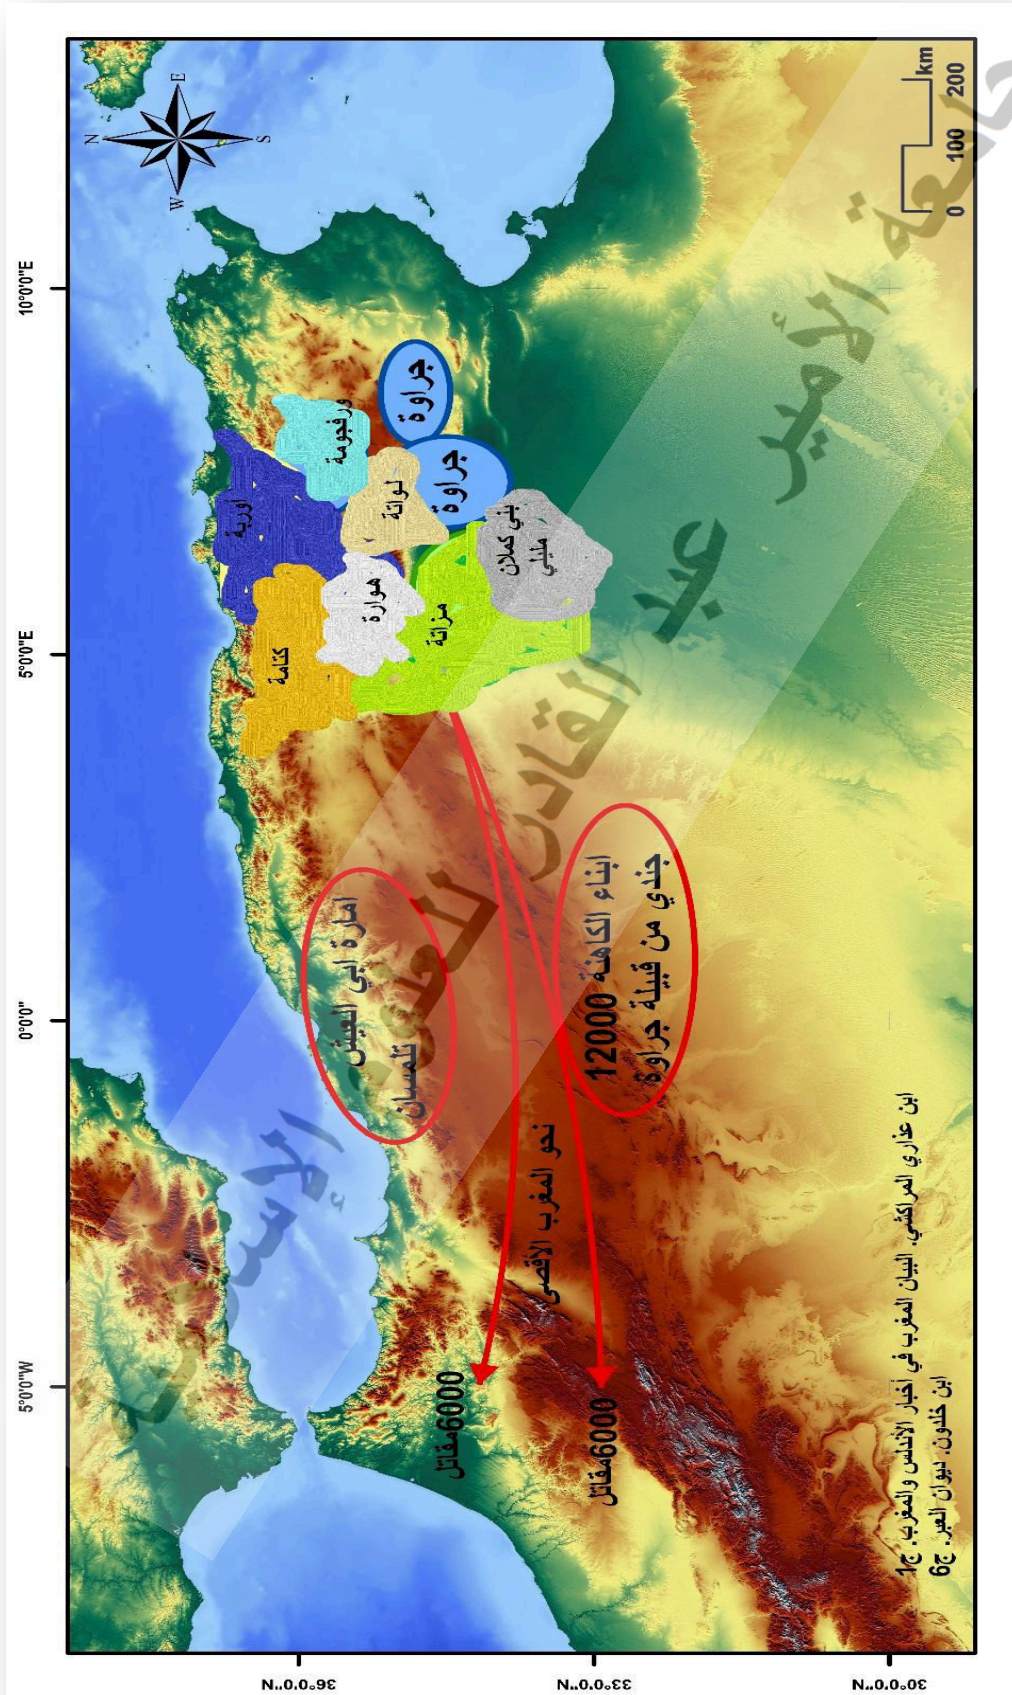 N
E
S
W
5°0'0"W
0°0'0"
5°0'0"E
10°0'0"E
36°0'0"N
33°0'0"N
30°0'0"N
كتامة
اوربة
هوارة
ورفجومة
لواتة
مزاتة
جراوة
جراوة
بني كملان
مليلي
امارة ابي العيش
تلمسان
ابناء الكاهنة 12000
جندي من قبيلة جراوة
نحو المغرب الأقصى
6000مقاتل
6000مقاتل
ابن عذاري المراكشي. البيان المغرب في أخبار الأندلس والمغرب. ج1
ابن خلدون. ديوان العبر. ج6
km
0 100 200
جامعة الأمير عبد القادر للعلوم الإسلامية